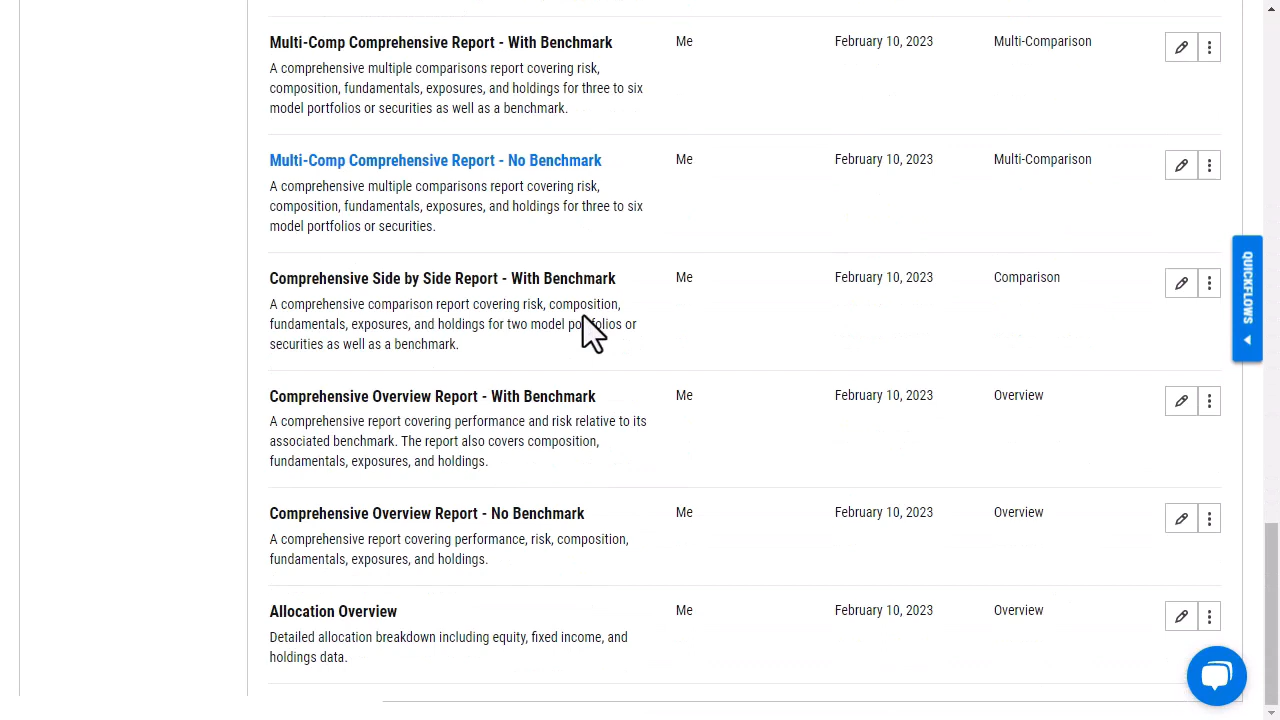 Multi-Comp Comprehensive Report - With Benchmark
Me
February 10, 2023
Multi-Comparison
A comprehensive multiple comparisons report covering risk,
composition, fundamentals, exposures, and holdings for three to six
model portfolios or securities as well as a benchmark.
Multi-Comp Comprehensive Report - No Benchmark
Me
February 10, 2023
Multi-Comparison
A comprehensive multiple comparisons report covering risk,
composition, fundamentals, exposures, and holdings for three to six
model portfolios or securities.
Comprehensive Side by Side Report - With Benchmark
Me
February 10, 2023
Comparison
A comprehensive comparison report covering risk, composition,
fundamentals, exposures, and holdings for two model portfolios or
securities as well as a benchmark.
Comprehensive Overview Report - With Benchmark
Me
February 10, 2023
Overview
A comprehensive report covering performance and risk relative to its
associated benchmark. The report also covers composition,
fundamentals, exposures, and holdings.
Comprehensive Overview Report - No Benchmark
Me
February 10, 2023
Overview
A comprehensive report covering performance, risk, composition,
fundamentals, exposures, and holdings.
Allocation Overview
Me
February 10, 2023
Overview
Detailed allocation breakdown including equity, fixed income, and
holdings data.
QUICKFLOWS